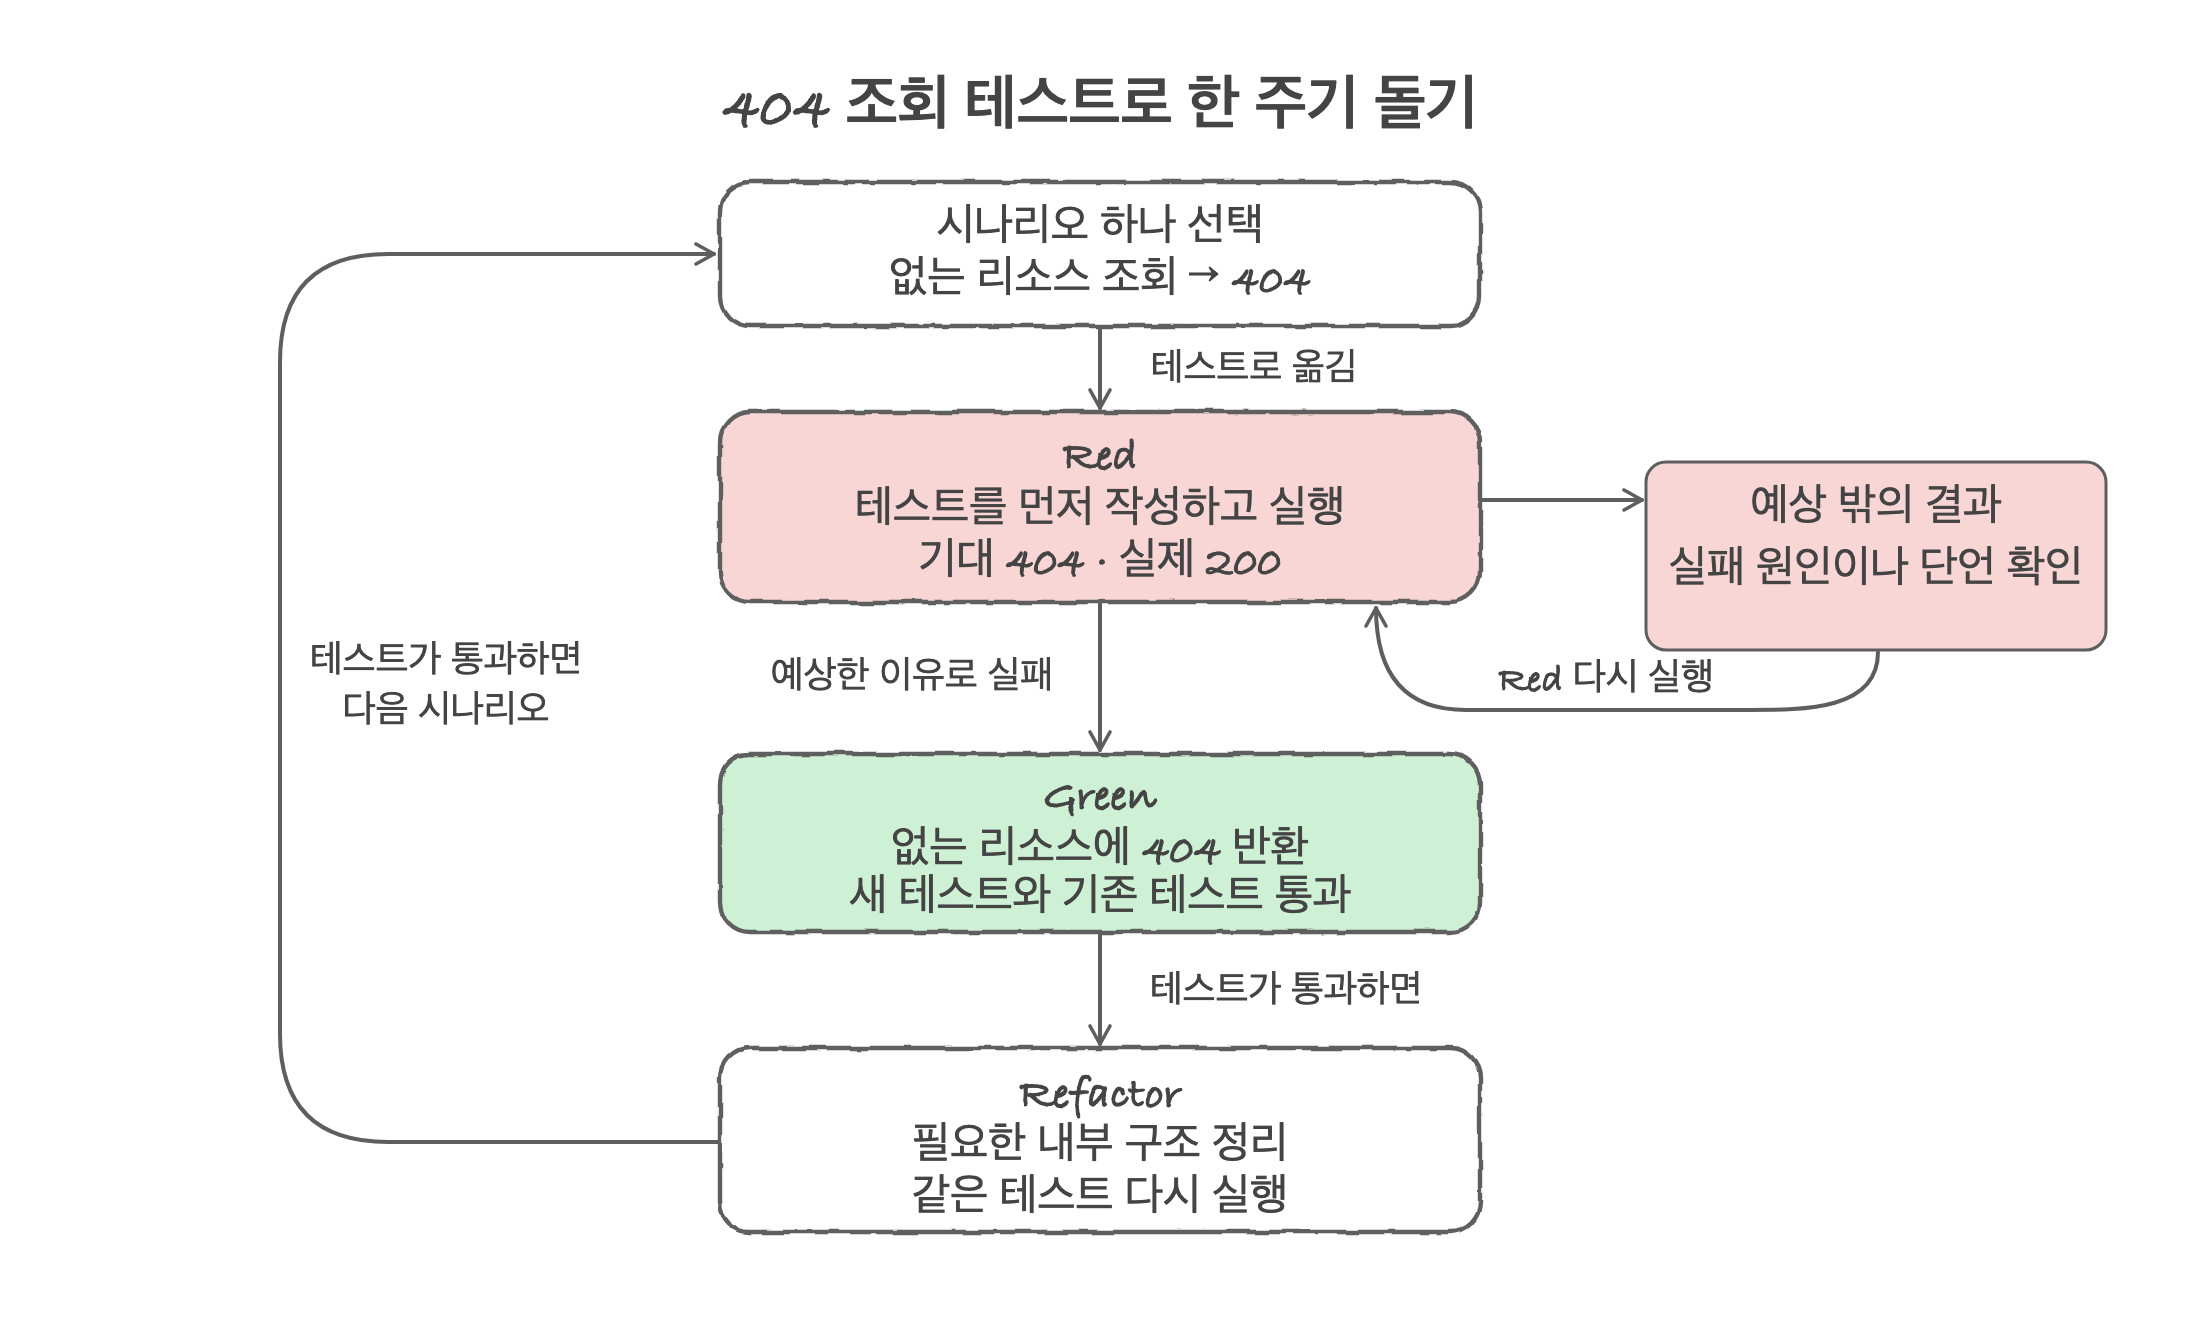 404 조회 테스트로 한 주기 돌기
시나리오 하나 선택
없는 리소스 조회 → 404
테스트로 옮김
Red
테스트를 먼저 작성하고 실행
기대 404 · 실제 200
예상 밖의 결과
실패 원인이나 단언 확인
Red 다시 실행
예상한 이유로 실패
테스트가 통과하면
다음 시나리오
Green
없는 리소스에 404 반환
새 테스트와 기존 테스트 통과
테스트가 통과하면
Refactor
필요한 내부 구조 정리
같은 테스트 다시 실행